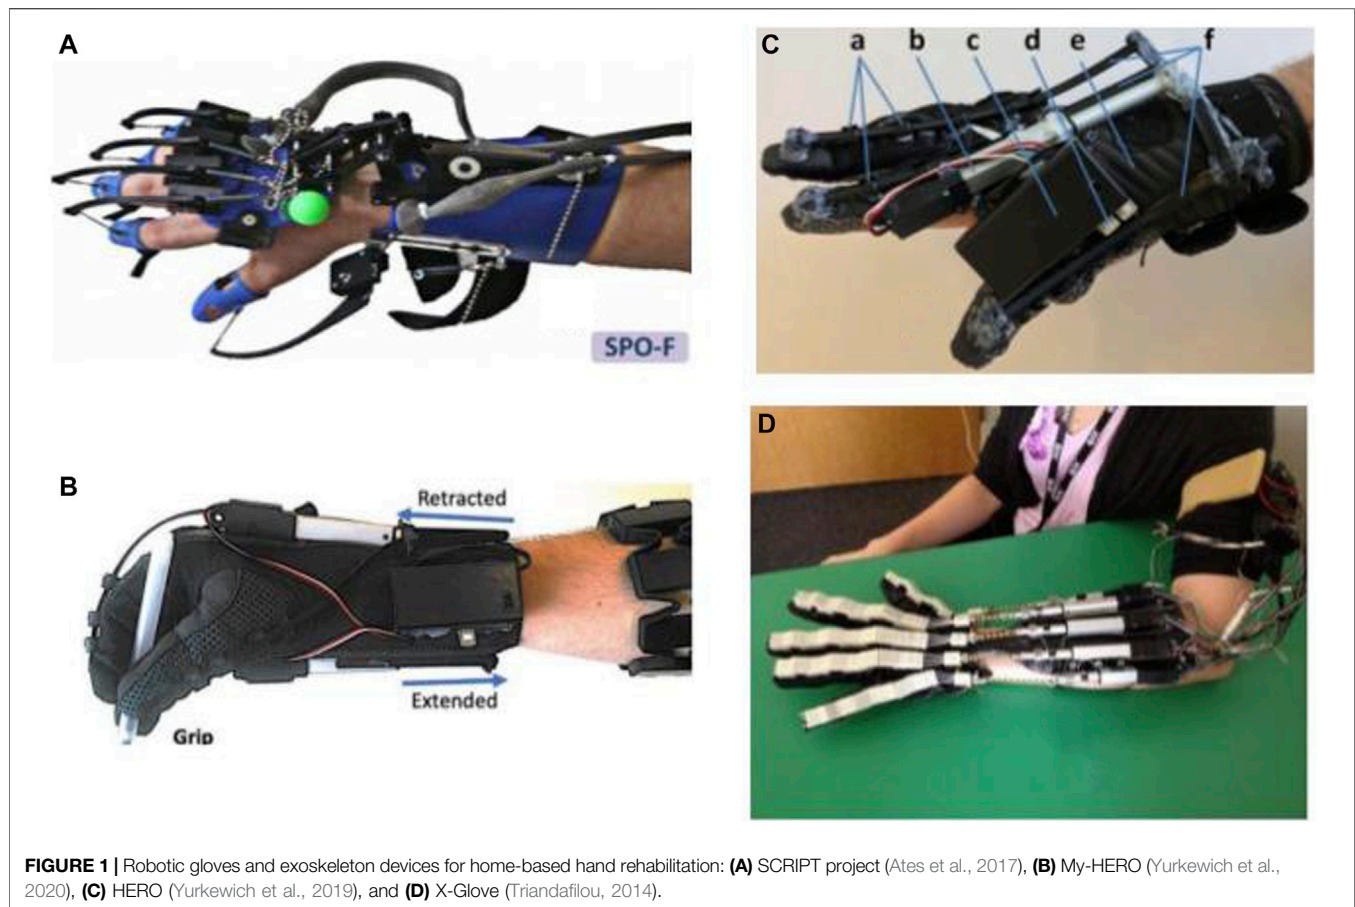 A
SPO-F
B
Retracted
Extended
Grip
C
a b c d e f
D
FIGURE 1 | Robotic gloves and exoskeleton devices for home-based hand rehabilitation: (A) SCRIPT project (Ates et al., 2017), (B) My-HERO (Yurkewich et al.,
2020), (C) HERO (Yurkewich et al., 2019), and (D) X-Glove (Triandafilou, 2014).